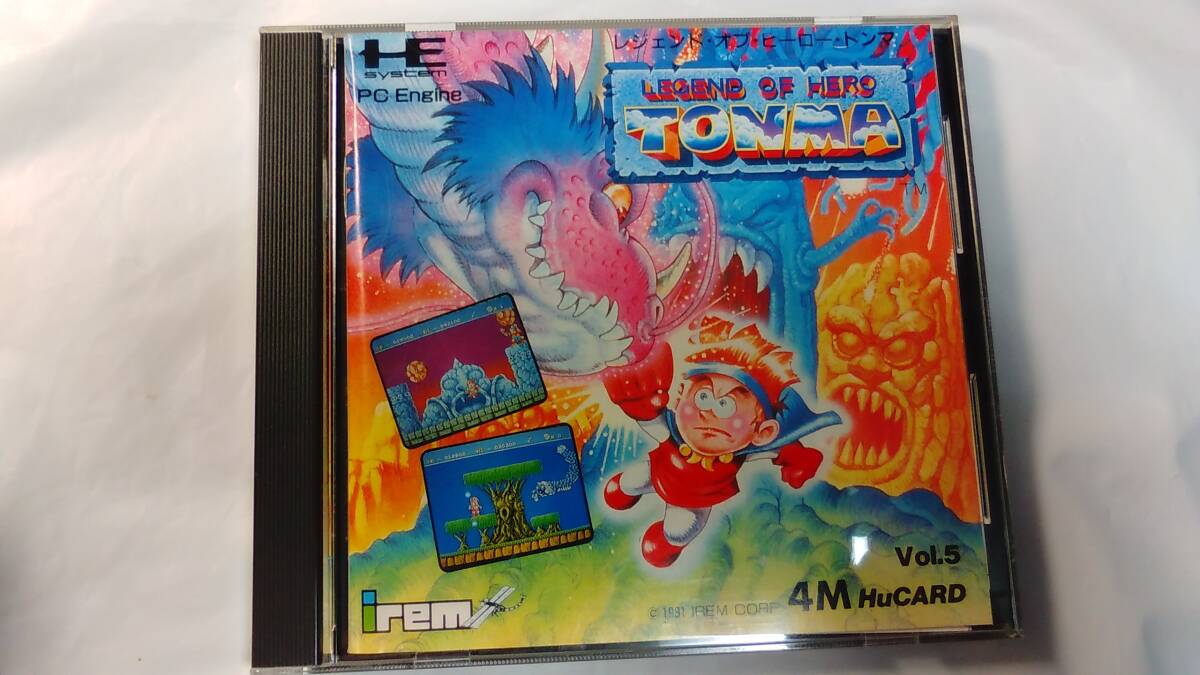 HE
system
PC Engine
レジェンド・オブ・ヒーロー・トンマ
LEGEND OF HERO
TONMA
TM
Vol.5
4M HuCARD
irem
© 1991 IREM CORP